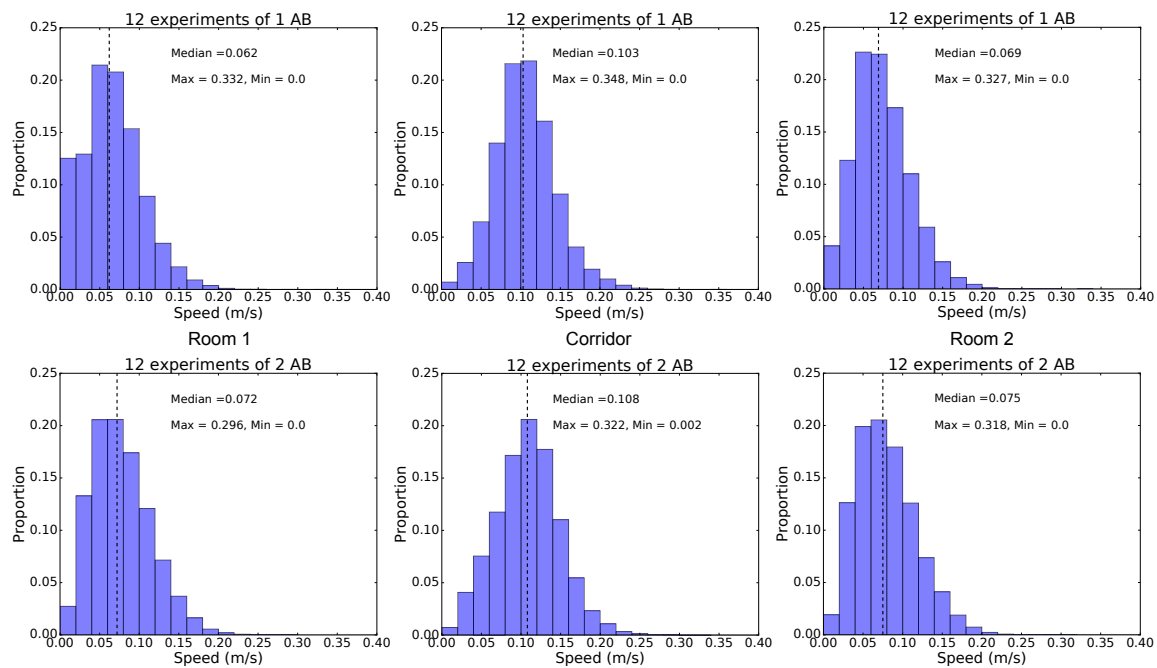 12 experiments of 1 AB
Median =0.062
Max = 0.332, Min = 0.0
Proportion
0.25
0.20
0.15
0.10
0.05
0.00
0.00 0.05 0.10 0.15 0.20 0.25 0.30 0.35 0.40
Speed (m/s)
Room 1
12 experiments of 1 AB
Median =0.103
Max = 0.348, Min = 0.0
Proportion
0.25
0.20
0.15
0.10
0.05
0.00
0.00 0.05 0.10 0.15 0.20 0.25 0.30 0.35 0.40
Speed (m/s)
Corridor
12 experiments of 1 AB
Median =0.069
Max = 0.327, Min = 0.0
Proportion
0.25
0.20
0.15
0.10
0.05
0.00
0.00 0.05 0.10 0.15 0.20 0.25 0.30 0.35 0.40
Speed (m/s)
Room 2
12 experiments of 2 AB
Median =0.072
Max = 0.296, Min = 0.0
Proportion
0.25
0.20
0.15
0.10
0.05
0.00
0.00 0.05 0.10 0.15 0.20 0.25 0.30 0.35 0.40
Speed (m/s)
12 experiments of 2 AB
Median =0.108
Max = 0.322, Min = 0.002
Proportion
0.25
0.20
0.15
0.10
0.05
0.00
0.00 0.05 0.10 0.15 0.20 0.25 0.30 0.35 0.40
Speed (m/s)
12 experiments of 2 AB
Median =0.075
Max = 0.318, Min = 0.0
Proportion
0.25
0.20
0.15
0.10
0.05
0.00
0.00 0.05 0.10 0.15 0.20 0.25 0.30 0.35 0.40
Speed (m/s)